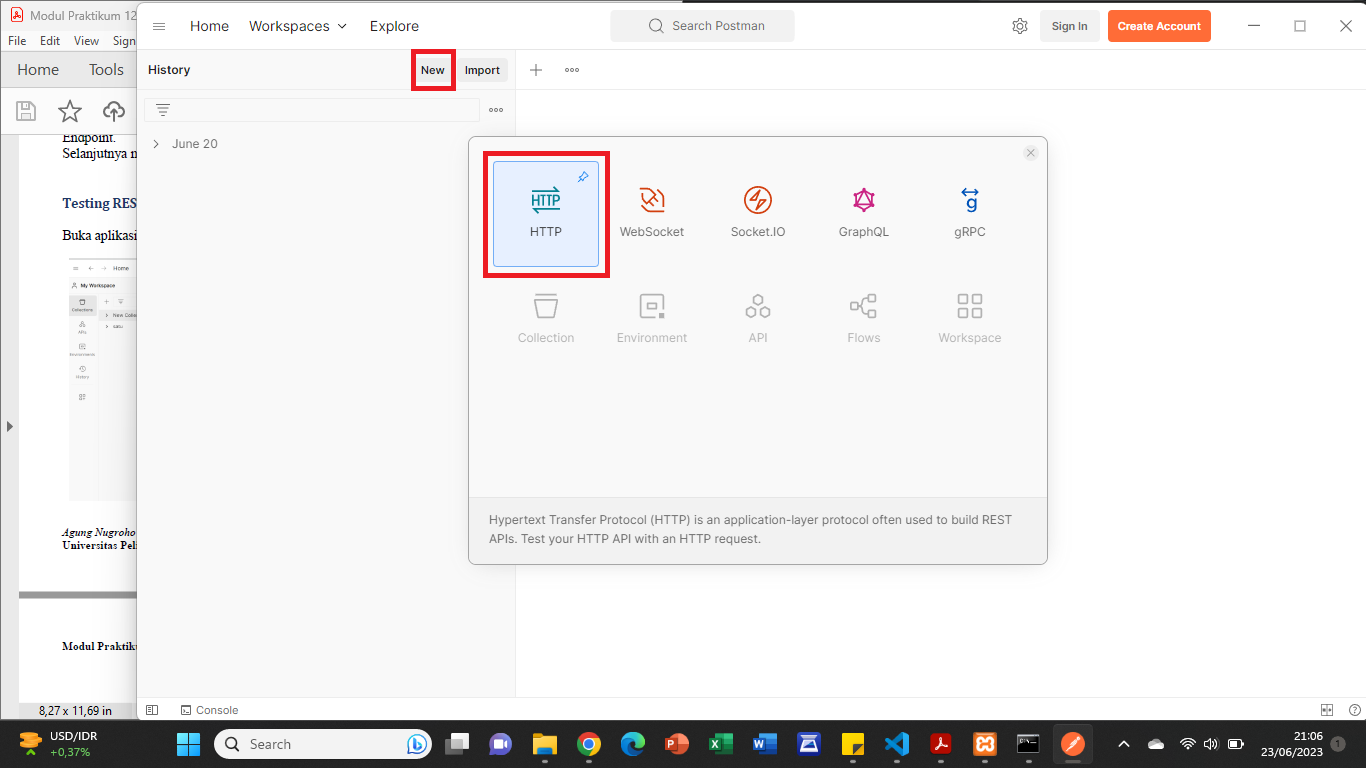 Modul Praktikum 12
File Edit View Sign
Home Tools
Endpoint.
Selanjutnya
Testing RES
Buka aplikasi
Home
My Workspace
Collections
New Colle
satu
APIs
Environments
History
Agung Nugroho
Universitas Peli
Modul Praktiku
8,27 x 11,69 in
Home Workspaces Explore
Search Postman
Sign In
Create Account
History
New
Import
June 20
HTTP
HTTP
WebSocket
Socket.IO
GraphQL
g
gRPC
Collection
Environment
API
Flows
Workspace
Hypertext Transfer Protocol (HTTP) is an application-layer protocol often used to build REST
APIs. Test your HTTP API with an HTTP request.
Console
USD/IDR
+0,37%
Search
21:06
23/06/2023
1